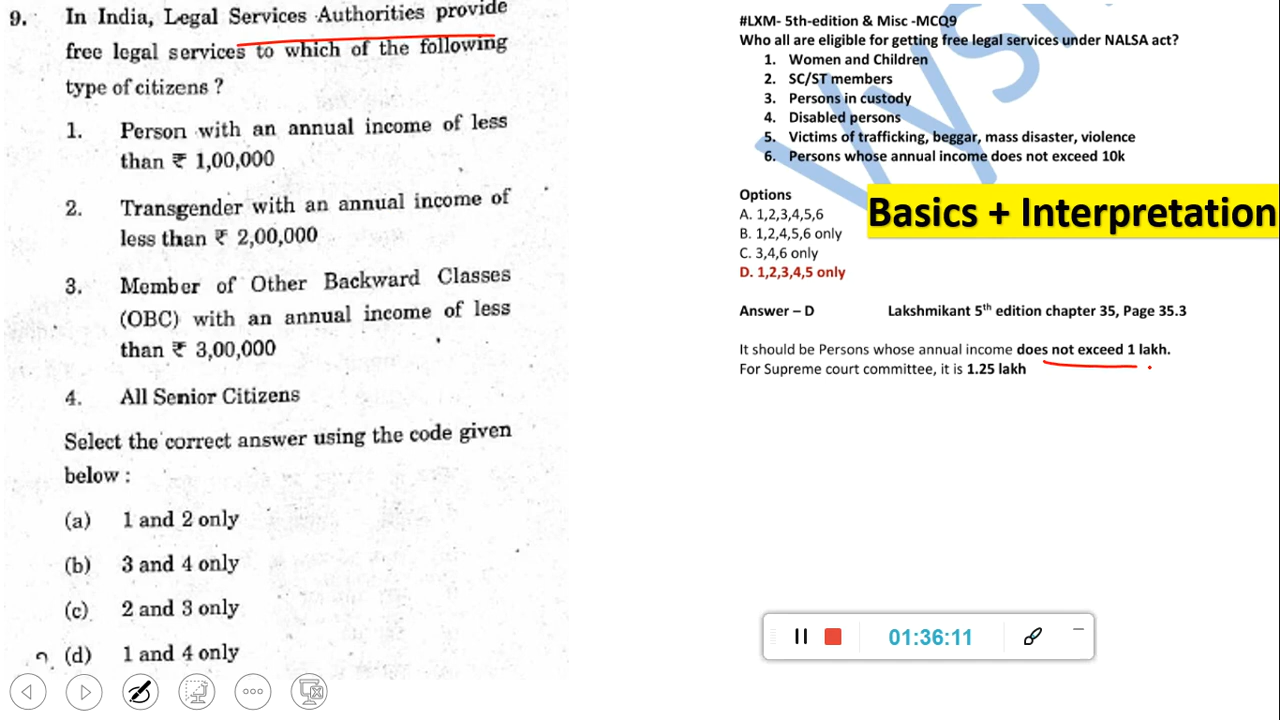 9. In India, Legal Services Authorities provide
free legal services to which of the following
type of citizens ?
1. Person with an annual income of less
than ₹ 1,00,000
2. Transgender with an annual income of
less than ₹ 2,00,000
3. Member of Other Backward Classes
(OBC) with an annual income of less
than ₹ 3,00,000
4. All Senior Citizens
Select the correct answer using the code given
below :
(a) 1 and 2 only
(b) 3 and 4 only
(c) 2 and 3 only
(d) 1 and 4 only
#LXM- 5th-edition & Misc -MCQ9
Who all are eligible for getting free legal services under NALSA act?
1. Women and Children
2. SC/ST members
3. Persons in custody
4. Disabled persons
5. Victims of trafficking, beggar, mass disaster, violence
6. Persons whose annual income does not exceed 10k
Options
A. 1,2,3,4,5,6
B. 1,2,4,5,6 only
C. 3,4,6 only
D. 1,2,3,4,5 only
Basics + Interpretation
Answer – D Lakshmikant 5th edition chapter 35, Page 35.3
It should be Persons whose annual income does not exceed 1 lakh.
For Supreme court committee, it is 1.25 lakh
01:36:11